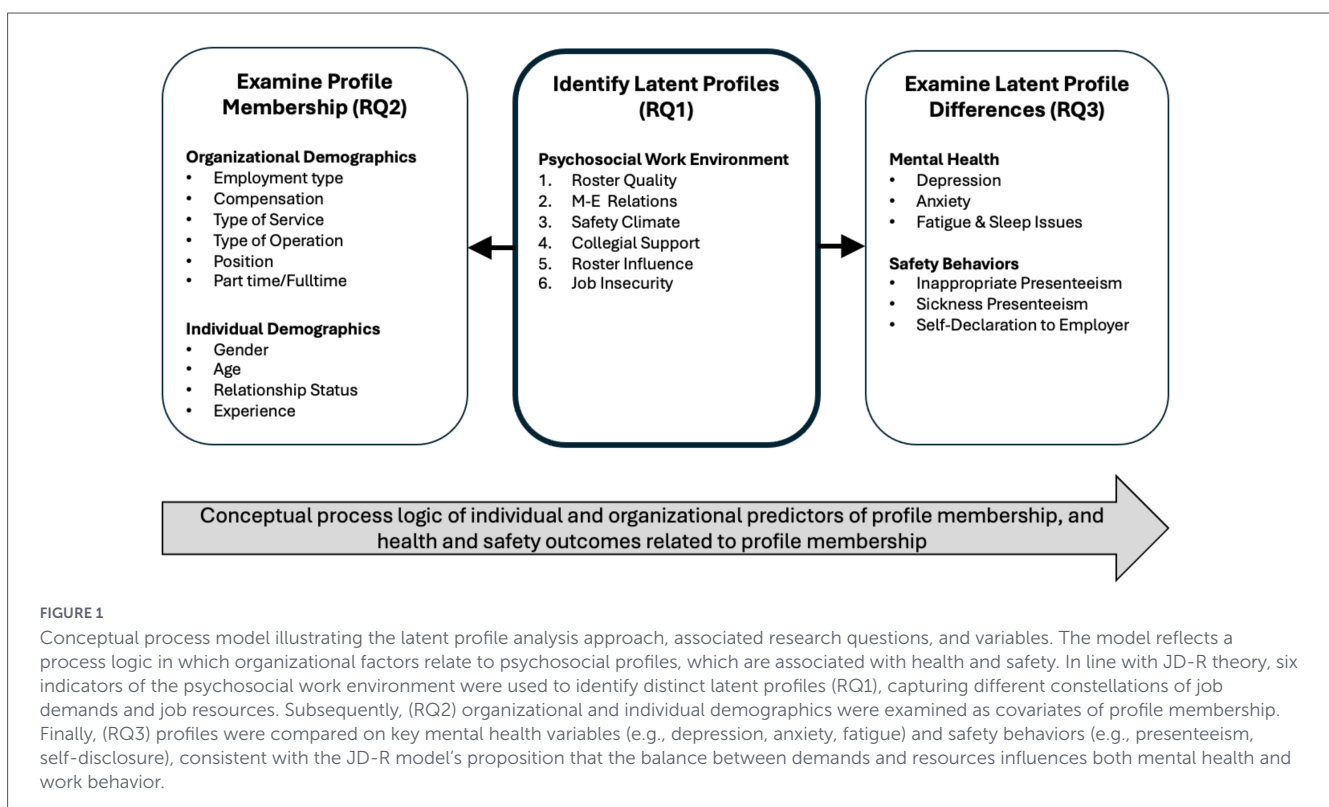 Examine Profile
Membership (RQ2)
Organizational Demographics
• Employment type
• Compensation
• Type of Service
• Type of Operation
• Position
• Part time/Fulltime
Individual Demographics
• Gender
• Age
• Relationship Status
• Experience
Identify Latent Profiles
(RQ1)
Psychosocial Work Environment
1. Roster Quality
2. M-E Relations
3. Safety Climate
4. Collegial Support
5. Roster Influence
6. Job Insecurity
Examine Latent Profile
Differences (RQ3)
Mental Health
• Depression
• Anxiety
• Fatigue & Sleep Issues
Safety Behaviors
• Inappropriate Presenteeism
• Sickness Presenteeism
• Self-Declaration to Employer
Conceptual process logic of individual and organizational predictors of profile membership, and
health and safety outcomes related to profile membership
FIGURE 1
Conceptual process model illustrating the latent profile analysis approach, associated research questions, and variables. The model reflects a
process logic in which organizational factors relate to psychosocial profiles, which are associated with health and safety. In line with JD-R theory, six
indicators of the psychosocial work environment were used to identify distinct latent profiles (RQ1), capturing different constellations of job
demands and job resources. Subsequently, (RQ2) organizational and individual demographics were examined as covariates of profile membership.
Finally, (RQ3) profiles were compared on key mental health variables (e.g., depression, anxiety, fatigue) and safety behaviors (e.g., presenteeism,
self-disclosure), consistent with the JD-R model’s proposition that the balance between demands and resources influences both mental health and
work behavior.